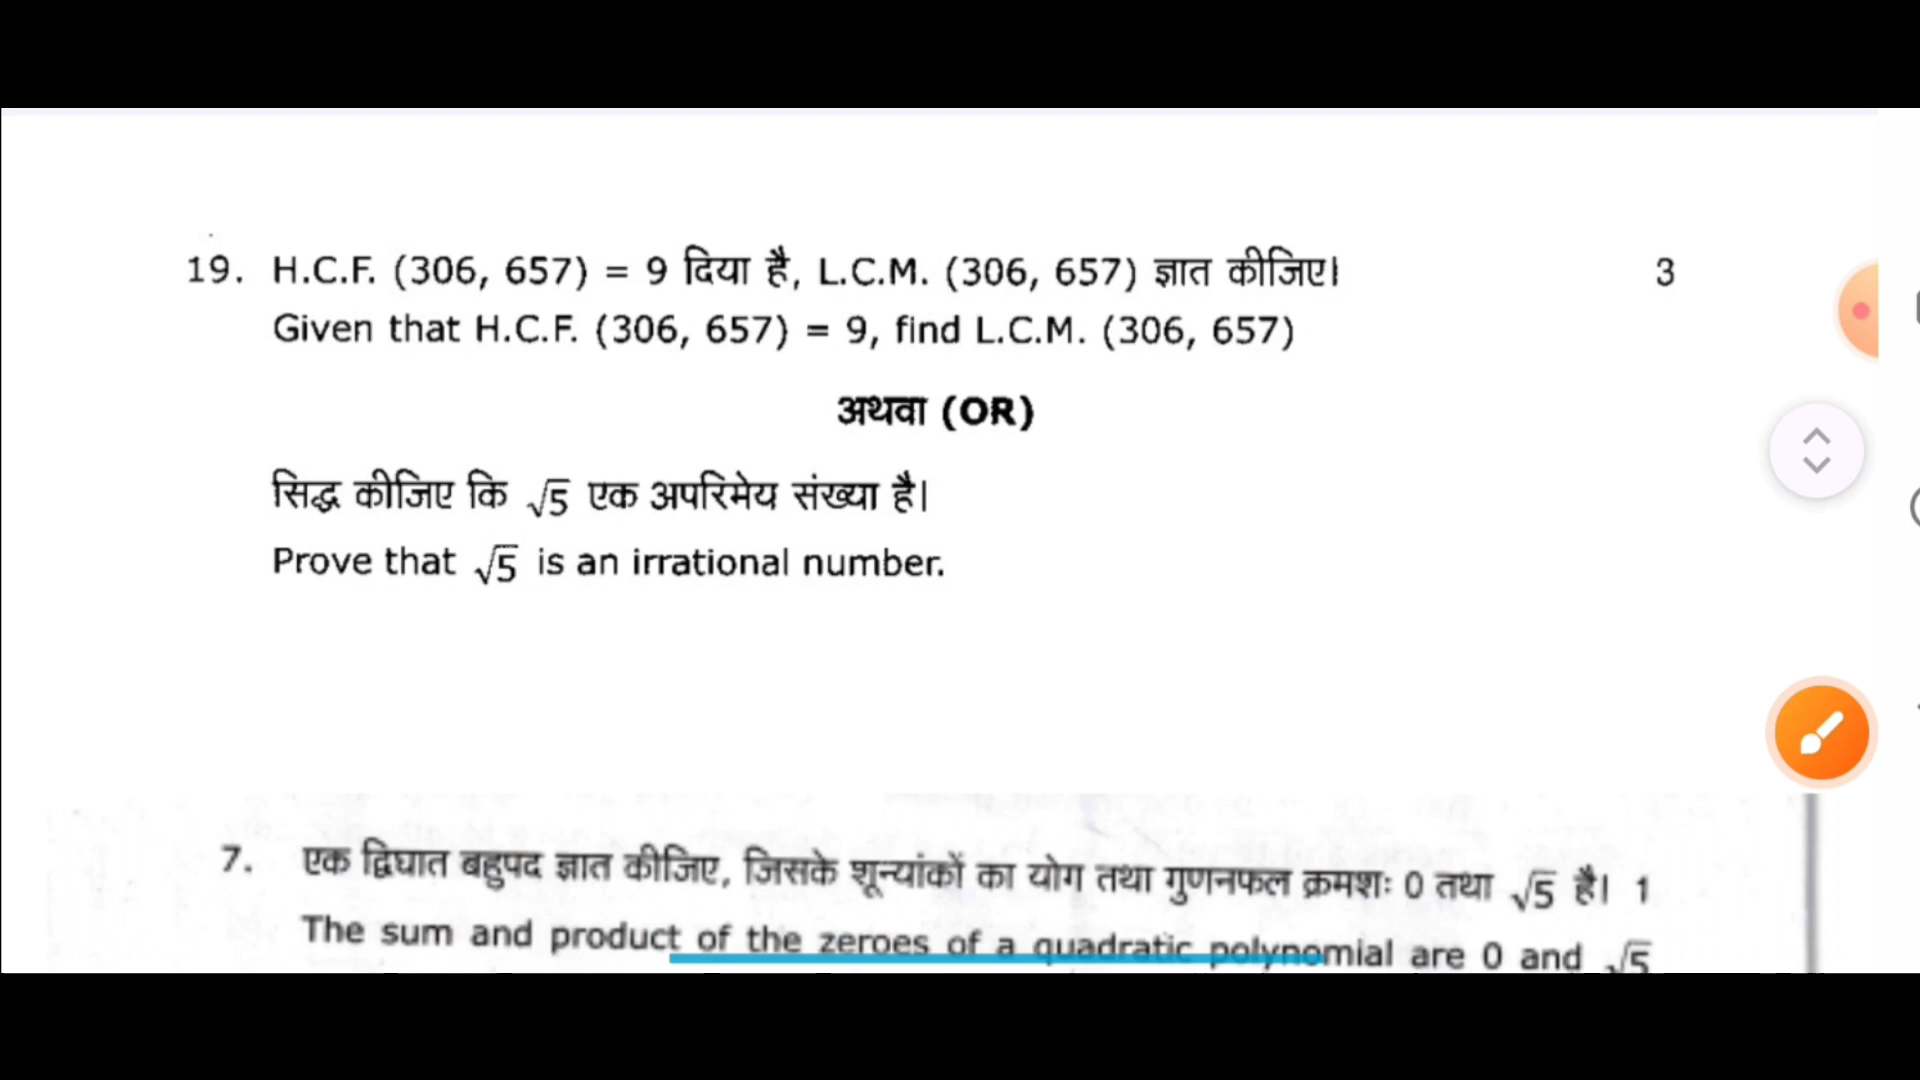 19. H.C.F. (306, 657) = 9 दिया है, L.C.M. (306, 657) ज्ञात कीजिए। 3
Given that H.C.F. (306, 657) = 9, find L.C.M. (306, 657)
अथवा (OR)
सिद्ध कीजिए कि √5 एक अपरिमेय संख्या है।
Prove that √5 is an irrational number.
7. एक द्विघात बहुपद ज्ञात कीजिए, जिसके शून्यांकों का योग तथा गुणनफल क्रमशः 0 तथा √5 है। 1
The sum and product of the zeroes of a quadratic polynomial are 0 and √5